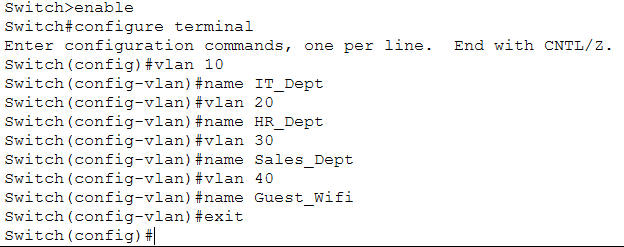 Switch>enable
Switch#configure terminal
Enter configuration commands, one per line.  End with CNTL/Z.
Switch(config)#vlan 10
Switch(config-vlan)#name IT_Dept
Switch(config-vlan)#vlan 20
Switch(config-vlan)#name HR_Dept
Switch(config-vlan)#vlan 30
Switch(config-vlan)#name Sales_Dept
Switch(config-vlan)#vlan 40
Switch(config-vlan)#name Guest_Wifi
Switch(config-vlan)#exit
Switch(config)#